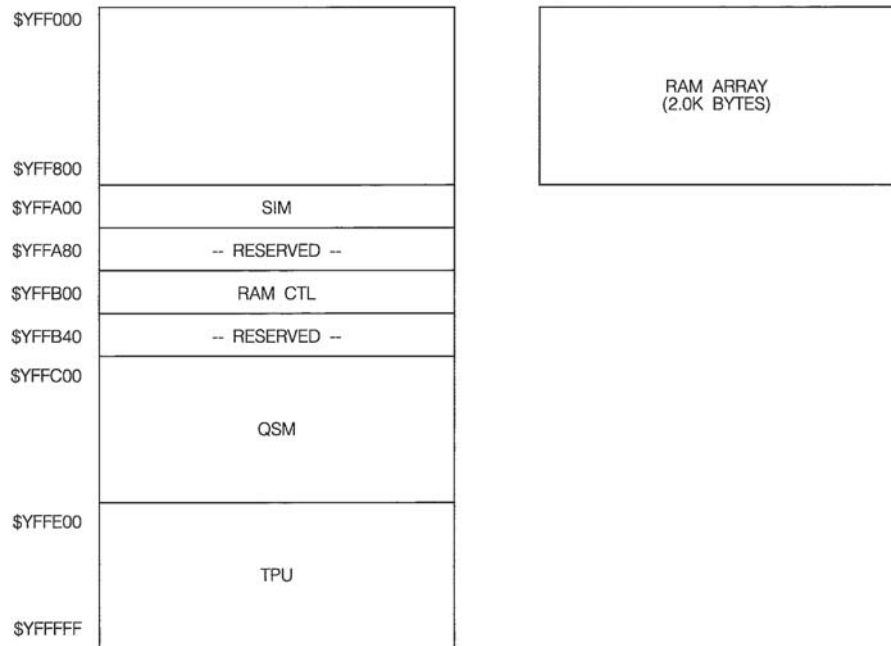 $YFF000
RAM ARRAY
(2.0K BYTES)
$YFF800
$YFFA00 SIM
$YFFA80 -- RESERVED --
$YFFB00 RAM CTL
$YFFB40 -- RESERVED --
$YFFC00
QSM
$YFFE00
TPU
$YFFFFF